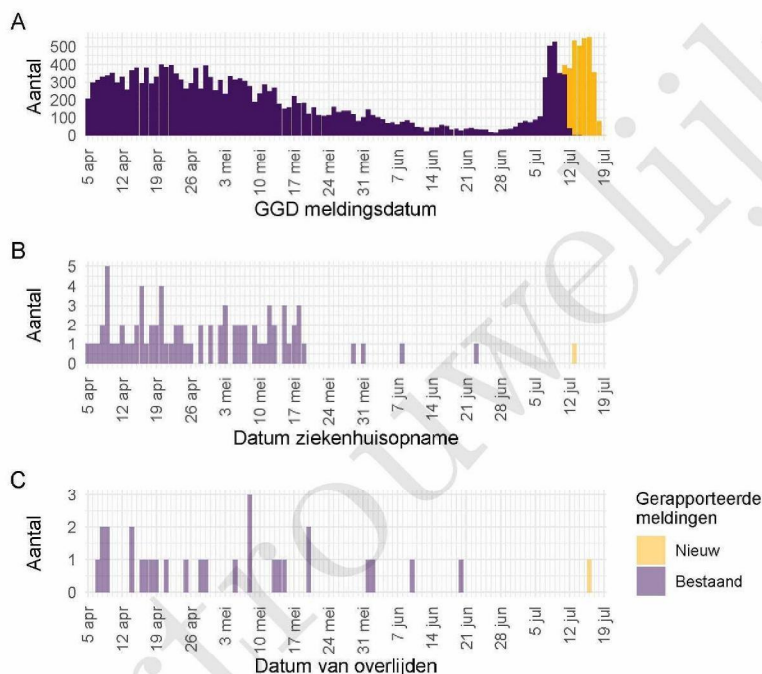 A
Aantal
500
400
300
200
100
0
5 apr
12 apr
19 apr
26 apr
3 mei
10 mei
17 mei
24 mei
31 mei
7 jun
14 jun
21 jun
28 jun
5 jul
12 jul
19 jul
GGD meldingsdatum
B
Aantal
5
4
3
2
1
0
5 apr
12 apr
19 apr
26 apr
3 mei
10 mei
17 mei
24 mei
31 mei
7 jun
14 jun
21 jun
28 jun
5 jul
12 jul
19 jul
Datum ziekenhuisopname
C
Aantal
3
2
1
0
5 apr
12 apr
19 apr
26 apr
3 mei
10 mei
17 mei
24 mei
31 mei
7 jun
14 jun
21 jun
28 jun
5 jul
12 jul
19 jul
Datum van overlijden
Gerapporteerde
meldingen
Nieuw
Bestaand
rtrouwelij